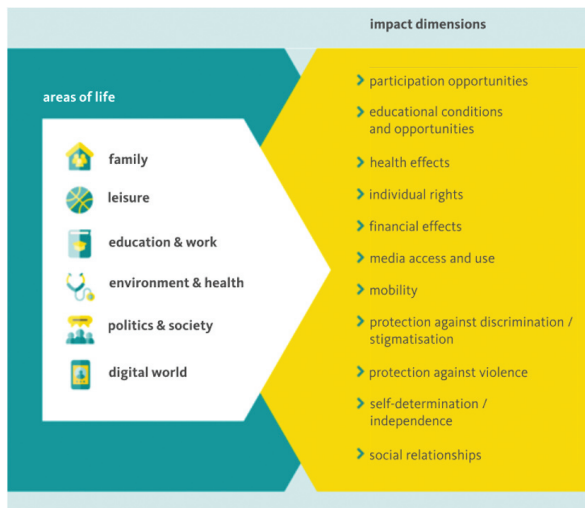 impact dimensions
areas of life
family
leisure
education & work
environment & health
politics & society
digital world
participation opportunities
educational conditions
and opportunities
health effects
individual rights
financial effects
media access and use
mobility
protection against discrimination /
stigmatisation
protection against violence
self-determination /
independence
social relationships